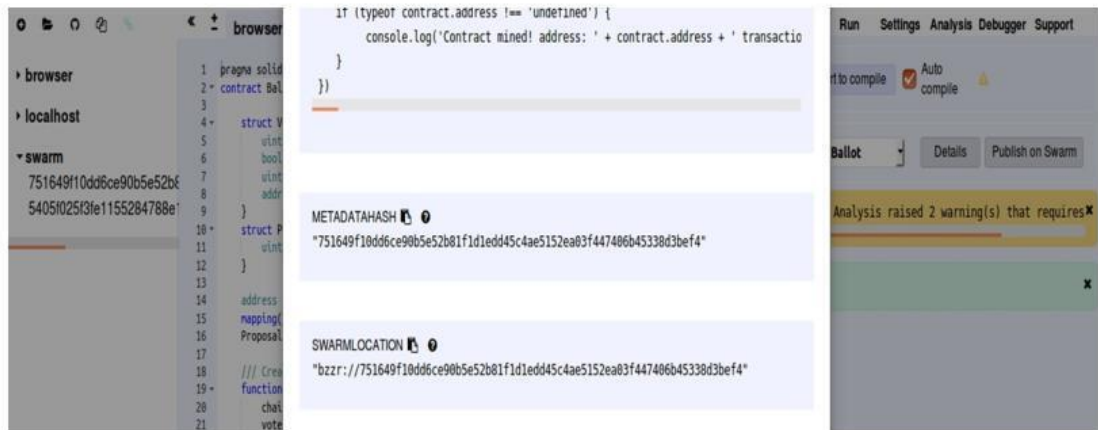 browser
Run Settings Analysis Debugger Support
browser
localhost
swarm
751649f10dd6ce90b5e52b8
5405f025f3fe1155284788e1
1 pragma solid
2 contract Bal
3
4 struct V
5 uint
6 bool
7 uint
8 addr
9 }
10 struct P
11 uint
12 }
13
14 address
15 mapping(
16 Proposal
17
18 /// Crea
19 function
20 chai
21 vote
if (typeof contract.address !== 'undefined') {
console.log('Contract mined! address: ' + contract.address + ' transactio
}
})
METADATAHASH
"751649f10dd6ce90b5e52b81f1d1edd45c4ae5152ea03f447406b45338d3bef4"
SWARMLOCATION
"bzzr://751649f10dd6ce90b5e52b81f1d1edd45c4ae5152ea03f447406b45338d3bef4"
rt to compile
Auto
compile
Ballot
Details
Publish on Swarm
Analysis raised 2 warning(s) that requires